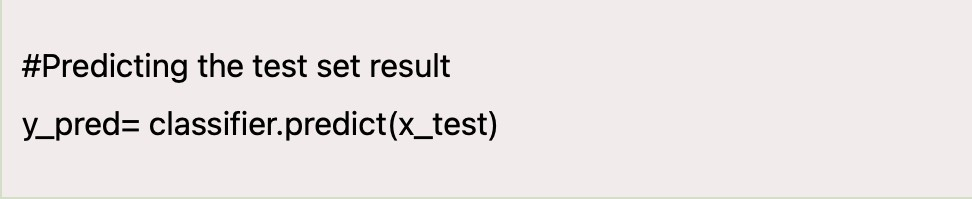 #Predicting the test set result
y_pred= classifier.predict(x_test)